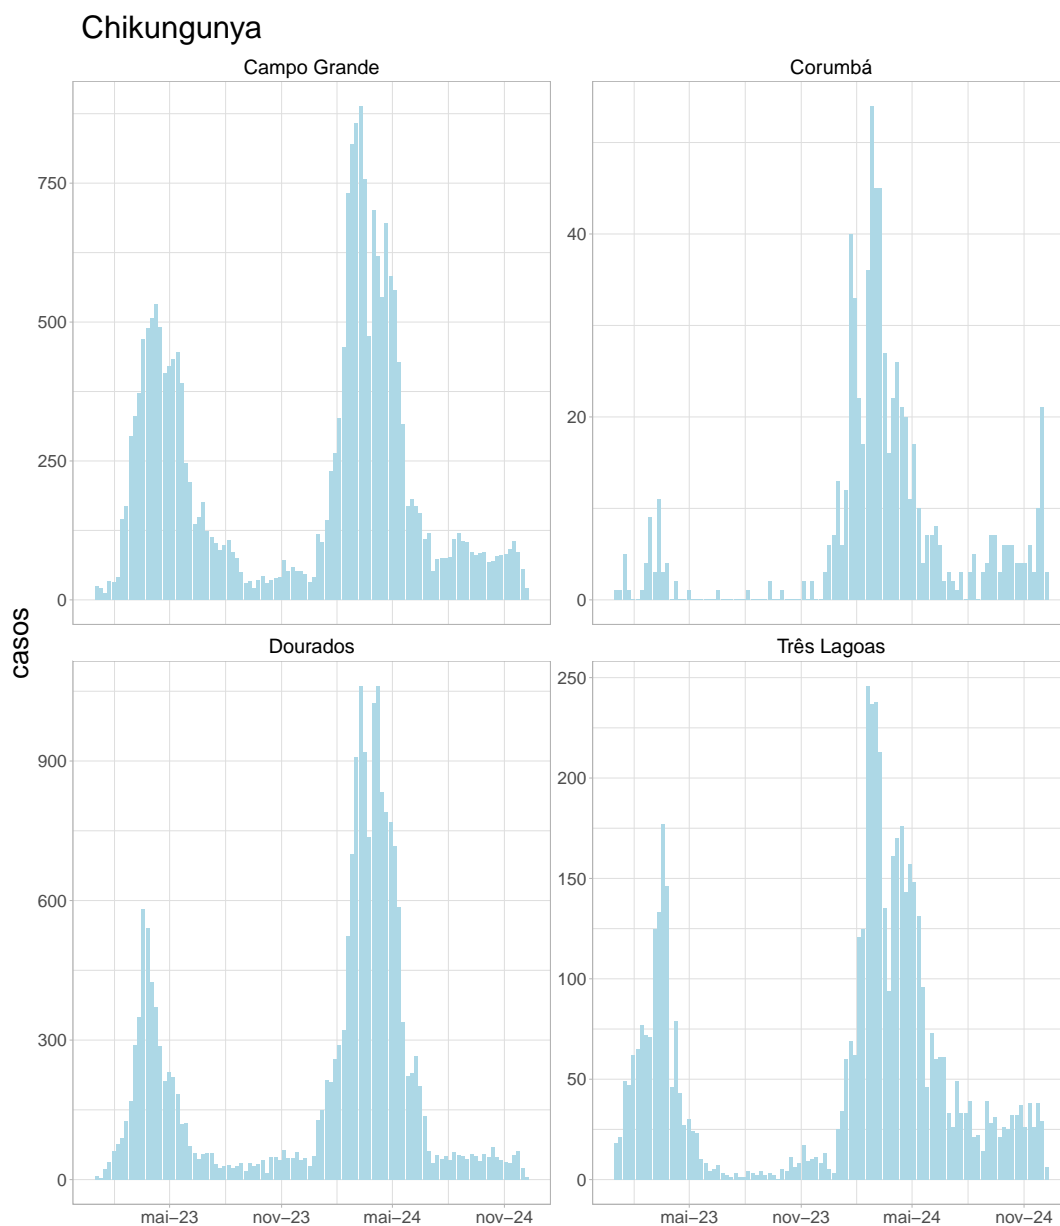 Chikungunya
Campo Grande
Corumbá
750
500
250
0
40
20
0
casos
Dourados
Três Lagoas
900
600
300
0
250
200
150
100
50
0
mai–23 nov–23 mai–24 nov–24
mai–23 nov–23 mai–24 nov–24